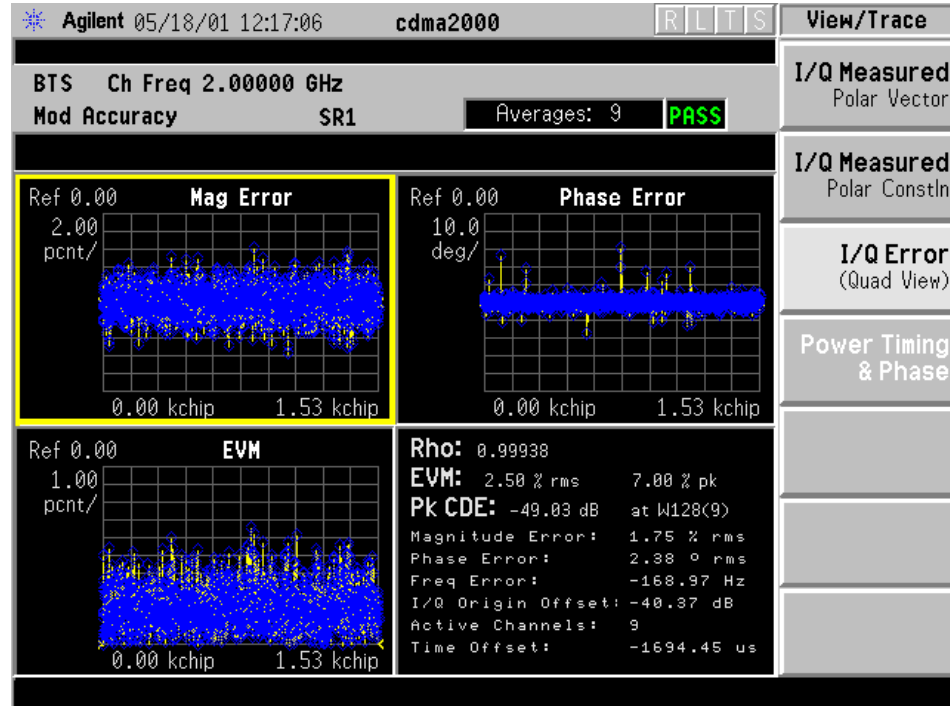 Agilent 05/18/01 12:17:06 cdma2000 R L T S View/Trace
BTS Ch Freq 2.00000 GHz
Mod Accuracy SR1 Averages: 9 PASS
I/Q Measured
Polar Vector
I/Q Measured
Polar Constln
I/Q Error
(Quad View)
Power Timing
& Phase
Ref 0.00 Mag Error
2.00
pcnt/
0.00 kchip 1.53 kchip
Ref 0.00 Phase Error
10.0
deg/
0.00 kchip 1.53 kchip
Ref 0.00 EVM
1.00
pcnt/
0.00 kchip 1.53 kchip
Rho: 0.99938
EVM: 2.50 % rms 7.00 % pk
Pk CDE: -49.03 dB at W128(9)
Magnitude Error: 1.75 % rms
Phase Error: 2.38 º rms
Freq Error: -168.97 Hz
I/Q Origin Offset: -40.37 dB
Active Channels: 9
Time Offset: -1694.45 us